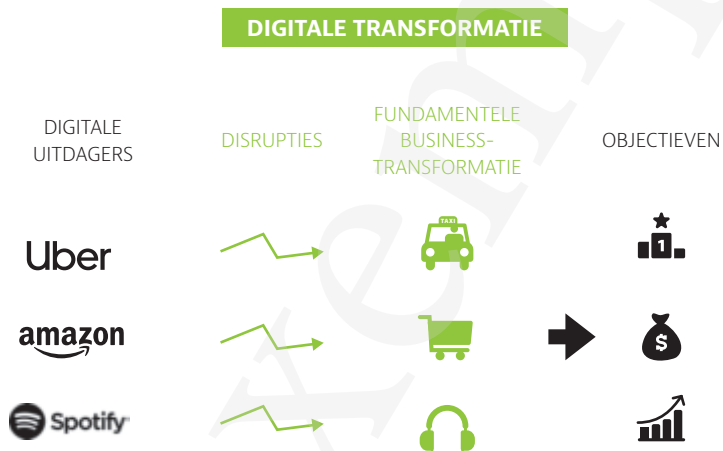 DIGITALE TRANSFORMATIE
DIGITALE
UITDAGERS
DISRUPTIES
FUNDAMENTELE
BUSINESS-
TRANSFORMATIE
OBJECTIEVEN
Uber
TAXI
1
amazon
$
Spotify